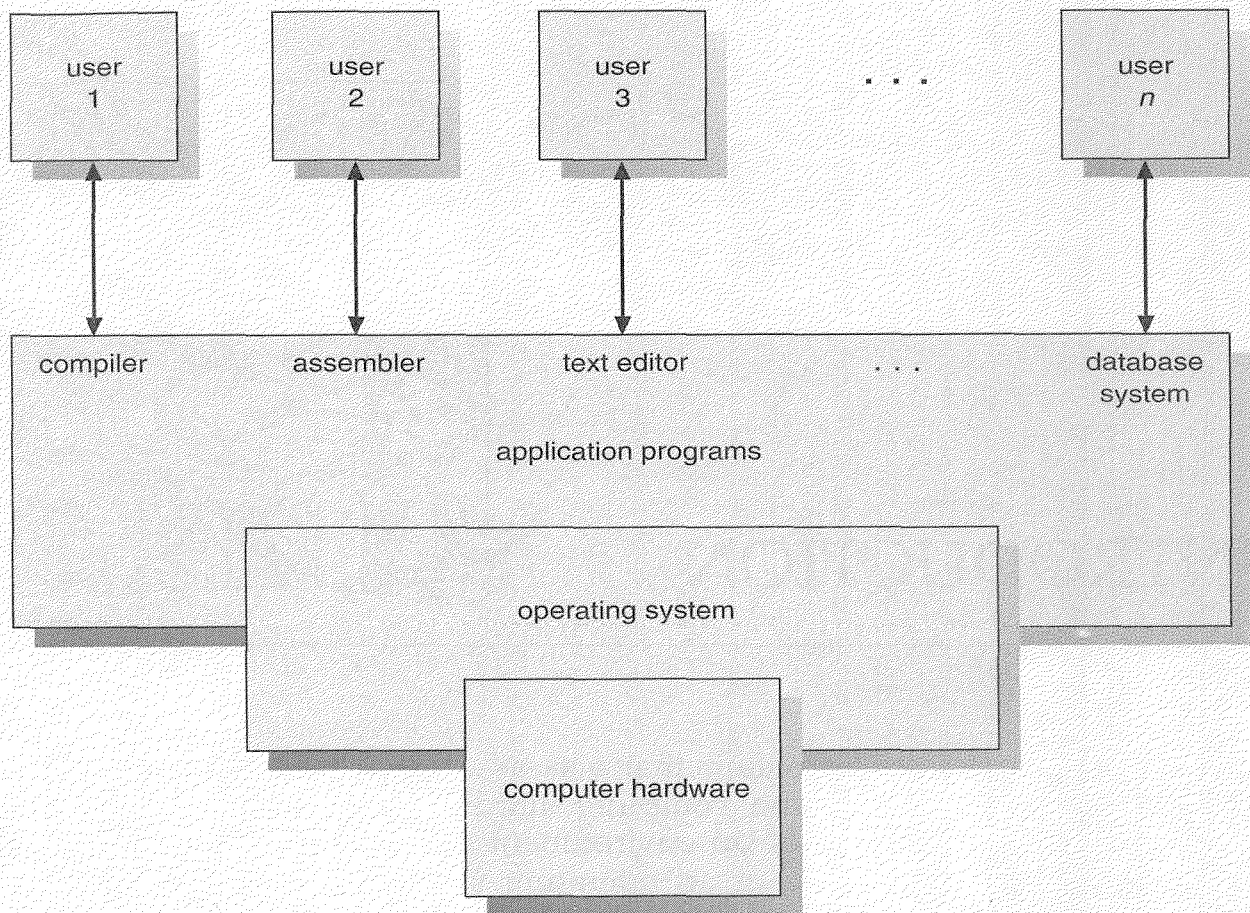 user
1
user
2
user
3
. . .
user
n
compiler
assembler
text editor
. . .
database
system
application programs
operating system
computer hardware